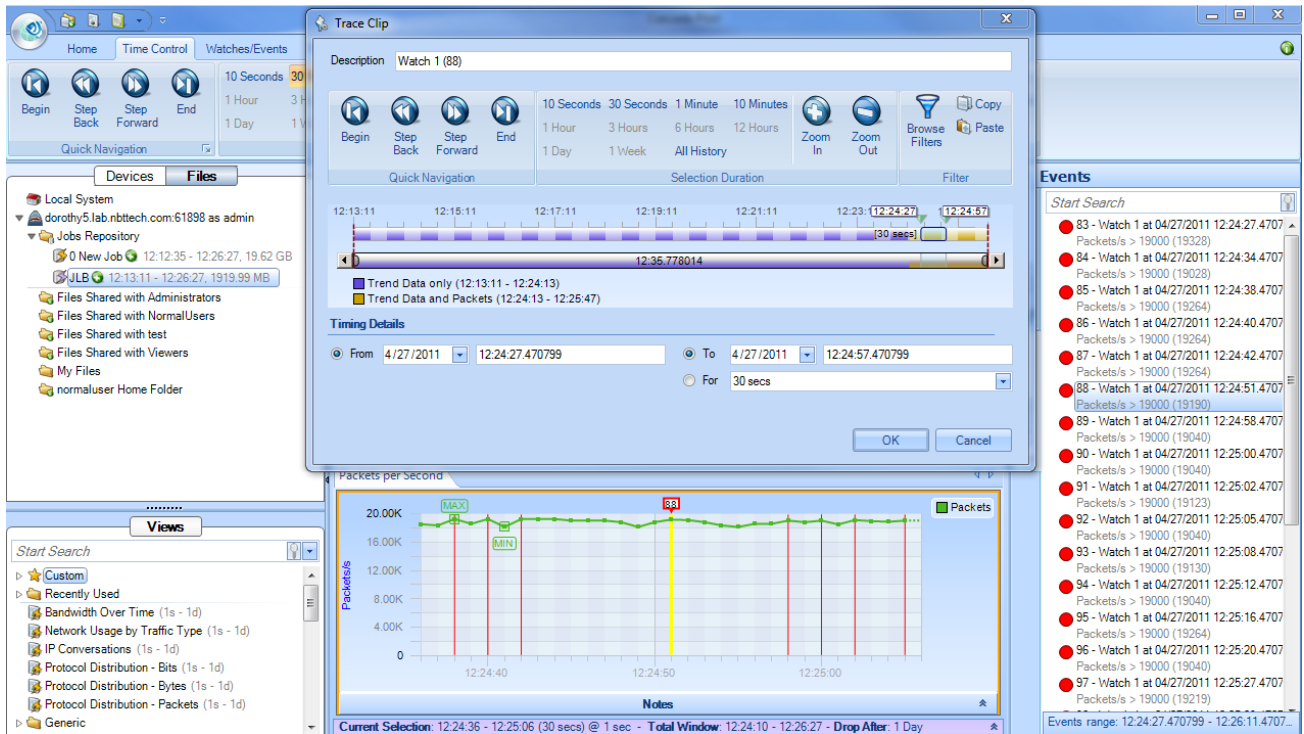 Trace Clip
Home Time Control Watches/Events
Description Watch 1 (88)
Begin
Step Back
Step Forward
End
Quick Navigation
10 Seconds 30
1 Hour
1 Day
Begin
Step Back
Step Forward
End
Quick Navigation
10 Seconds 30 Seconds 1 Minute 10 Minutes
1 Hour 3 Hours 6 Hours 12 Hours
1 Day 1 Week All History
Zoom In
Zoom Out
Selection Duration
Browse Filters
Copy
Paste
Filter
12:13:11 12:15:11 12:17:11 12:19:11 12:21:11 12:23:1 12:24:27 12:24:57
[30 secs]
12:35.778014
Trend Data only (12:13:11 - 12:24:13)
Trend Data and Packets (12:24:13 - 12:25:47)
Timing Details
From 4/27/2011 12:24:27.470799
To 4/27/2011 12:24:57.470799
For 30 secs
OK Cancel
Devices Files
Local System
dorothy5.lab.nbttech.com:61898 as admin
Jobs Repository
0 New Job 12:12:35 - 12:26:27, 19.62 GB
JLB 12:13:11 - 12:26:27, 1919.99 MB
Files Shared with Administrators
Files Shared with NormalUsers
Files Shared with test
Files Shared with Viewers
My Files
normaluser Home Folder
Views
Start Search
Custom
Recently Used
Bandwidth Over Time (1s - 1d)
Network Usage by Traffic Type (1s - 1d)
IP Conversations (1s - 1d)
Protocol Distribution - Bits (1s - 1d)
Protocol Distribution - Bytes (1s - 1d)
Protocol Distribution - Packets (1s - 1d)
Generic
Packets per Second
Packets/s
20.00K
16.00K
12.00K
8.00K
4.00K
0
MAX
MIN
88
Packets
12:24:40 12:24:50 12:25:00
Notes
Current Selection: 12:24:36 - 12:25:06 (30 secs) @ 1 sec - Total Window: 12:24:10 - 12:26:27 - Drop After: 1 Day
Events
Start Search
83 - Watch 1 at 04/27/2011 12:24:27.4707
Packets/s > 19000 (19328)
84 - Watch 1 at 04/27/2011 12:24:34.4707
Packets/s > 19000 (19028)
85 - Watch 1 at 04/27/2011 12:24:38.4707
Packets/s > 19000 (19264)
86 - Watch 1 at 04/27/2011 12:24:40.4707
Packets/s > 19000 (19264)
87 - Watch 1 at 04/27/2011 12:24:42.4707
Packets/s > 19000 (19264)
88 - Watch 1 at 04/27/2011 12:24:51.4707
Packets/s > 19000 (19190)
89 - Watch 1 at 04/27/2011 12:24:58.4707
Packets/s > 19000 (19040)
90 - Watch 1 at 04/27/2011 12:25:00.4707
Packets/s > 19000 (19040)
91 - Watch 1 at 04/27/2011 12:25:02.4707
Packets/s > 19000 (19123)
92 - Watch 1 at 04/27/2011 12:25:05.4707
Packets/s > 19000 (19040)
93 - Watch 1 at 04/27/2011 12:25:08.4707
Packets/s > 19000 (19130)
94 - Watch 1 at 04/27/2011 12:25:12.4707
Packets/s > 19000 (19040)
95 - Watch 1 at 04/27/2011 12:25:16.4707
Packets/s > 19000 (19264)
96 - Watch 1 at 04/27/2011 12:25:20.4707
Packets/s > 19000 (19040)
97 - Watch 1 at 04/27/2011 12:25:27.4707
Packets/s > 19000 (19219)
Events range: 12:24:27.470799 - 12:26:11.4707...